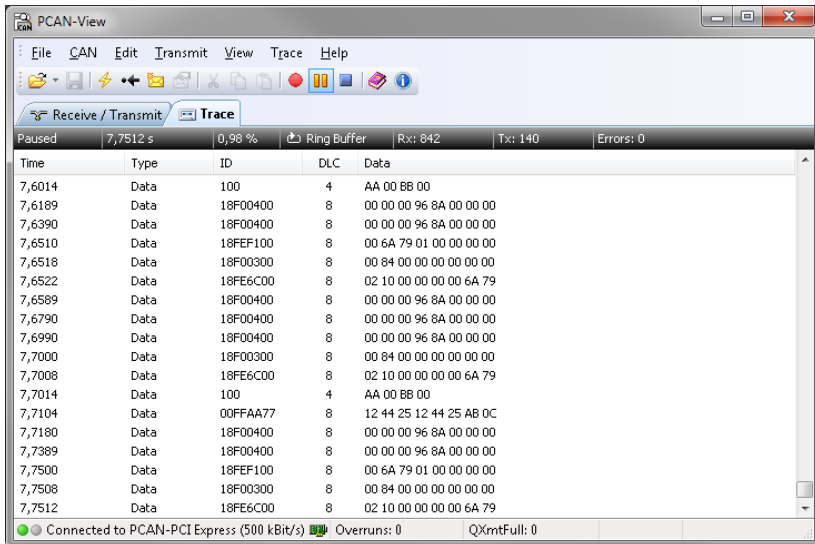 PCAN-View
File CAN Edit Transmit View Trace Help
Receive / Transmit Trace
Paused 7,7512 s 0,98 % Ring Buffer Rx: 842 Tx: 140 Errors: 0
Time Type ID DLC Data
7,6014 Data 100 4 AA 00 BB 00
7,6189 Data 18F00400 8 00 00 00 96 8A 00 00 00
7,6390 Data 18F00400 8 00 00 00 96 8A 00 00 00
7,6510 Data 18FEF100 8 00 6A 79 01 00 00 00 00
7,6518 Data 18F00300 8 00 84 00 00 00 00 00 00
7,6522 Data 18FE6C00 8 02 10 00 00 00 00 6A 79
7,6589 Data 18F00400 8 00 00 00 96 8A 00 00 00
7,6790 Data 18F00400 8 00 00 00 96 8A 00 00 00
7,6990 Data 18F00400 8 00 00 00 96 8A 00 00 00
7,7000 Data 18F00300 8 00 84 00 00 00 00 00 00
7,7008 Data 18FE6C00 8 02 10 00 00 00 00 6A 79
7,7014 Data 100 4 AA 00 BB 00
7,7104 Data 00FFAA77 8 12 44 25 12 44 25 AB 0C
7,7180 Data 18F00400 8 00 00 00 96 8A 00 00 00
7,7389 Data 18F00400 8 00 00 00 96 8A 00 00 00
7,7500 Data 18FEF100 8 00 6A 79 01 00 00 00 00
7,7508 Data 18F00300 8 00 84 00 00 00 00 00 00
7,7512 Data 18FE6C00 8 02 10 00 00 00 00 6A 79
Connected to PCAN-PCI Express (500 kBit/s) Overruns: 0 QXmtFull: 0